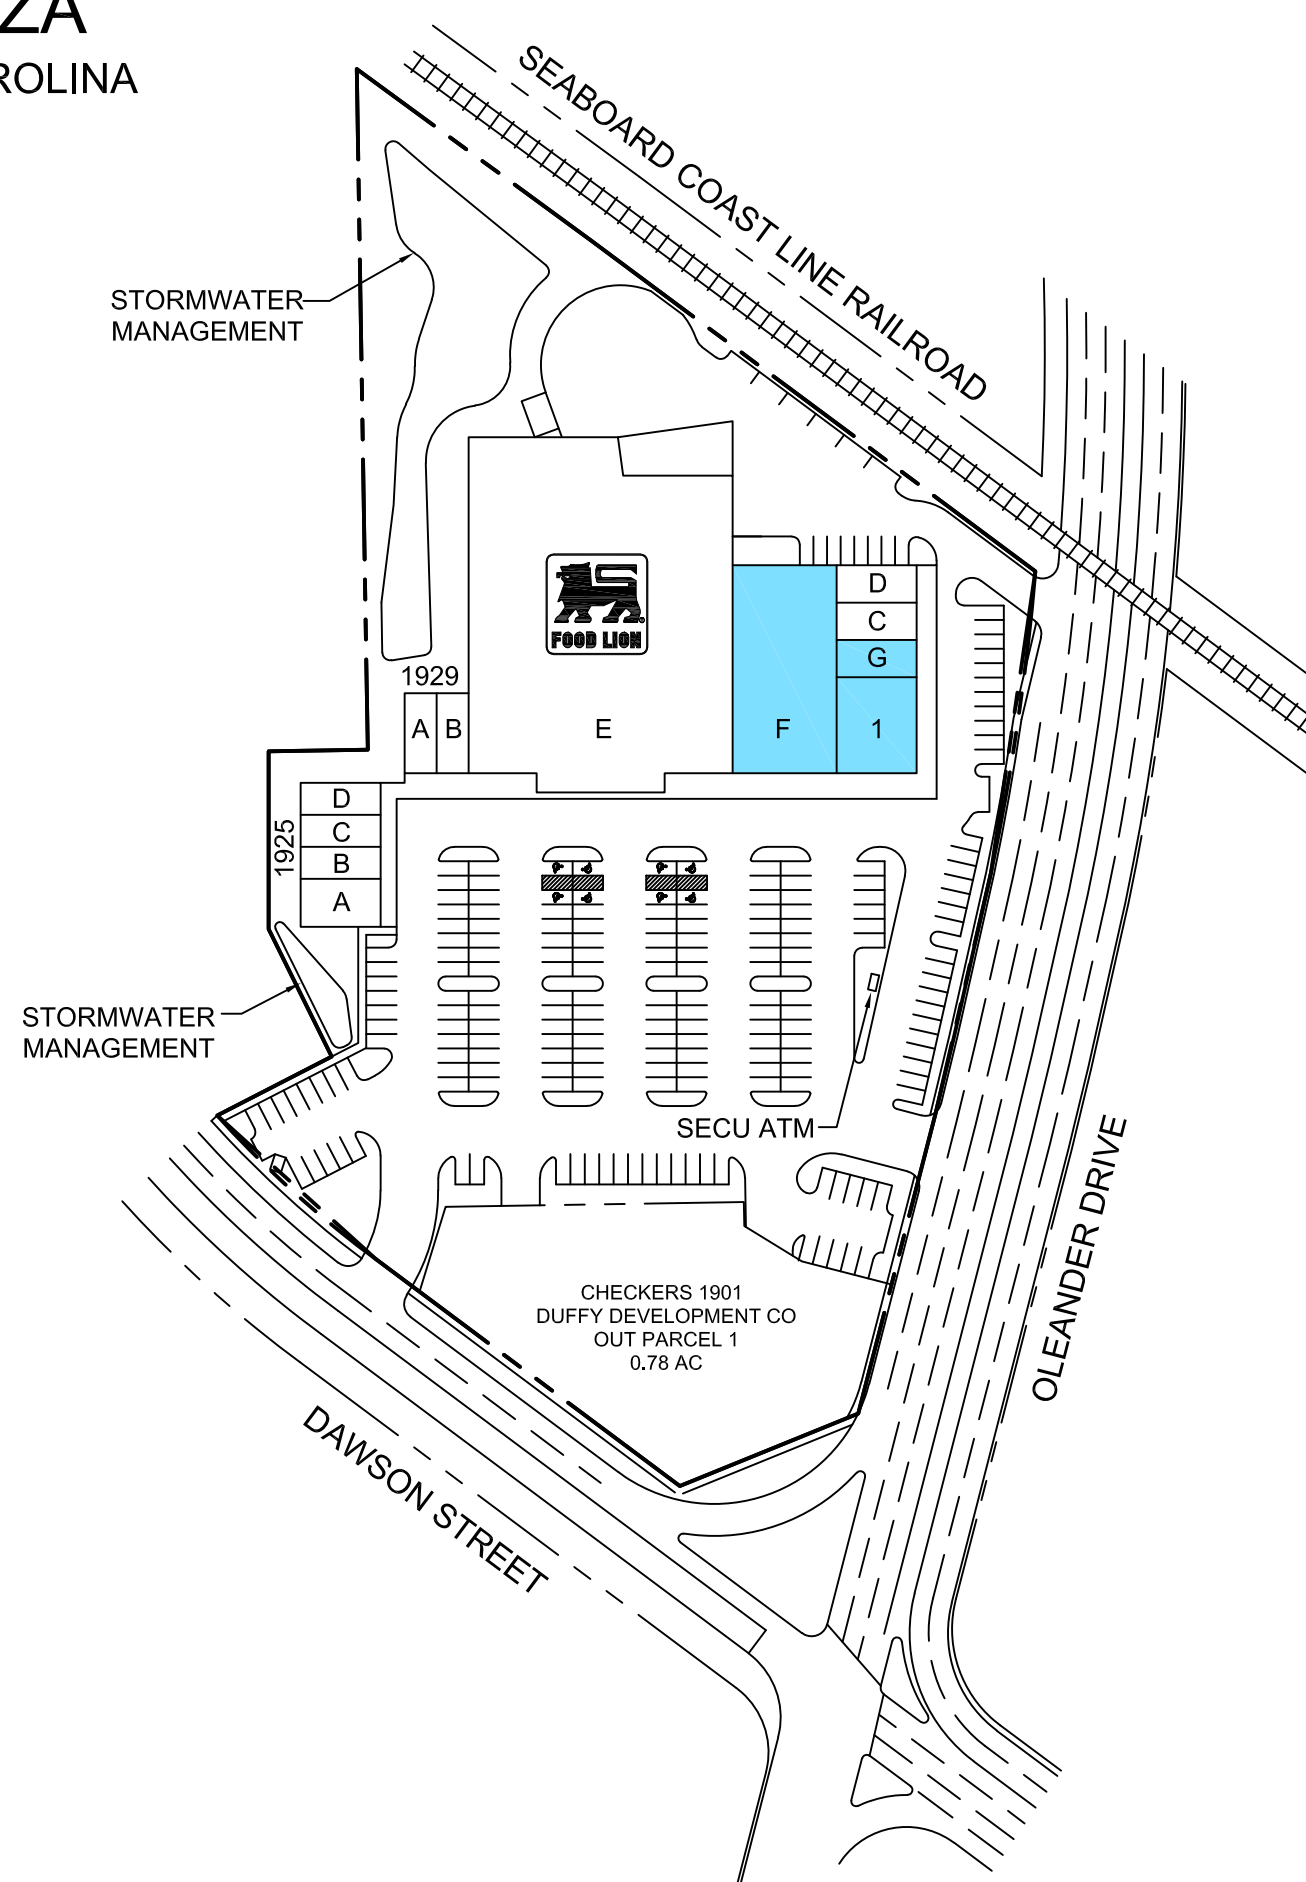 ZA
ROLINA
SEABOARD COAST LINE RAILROAD
STORMWATER
MANAGEMENT
FOOD LION
D
C
G
1929
A
B
E
F
1
1925
D
C
B
A
STORMWATER
MANAGEMENT
SECU ATM
OLEANDER DRIVE
CHECKERS 1901
DUFFY DEVELOPMENT CO
OUT PARCEL 1
0.78 AC
DAWSON STREET